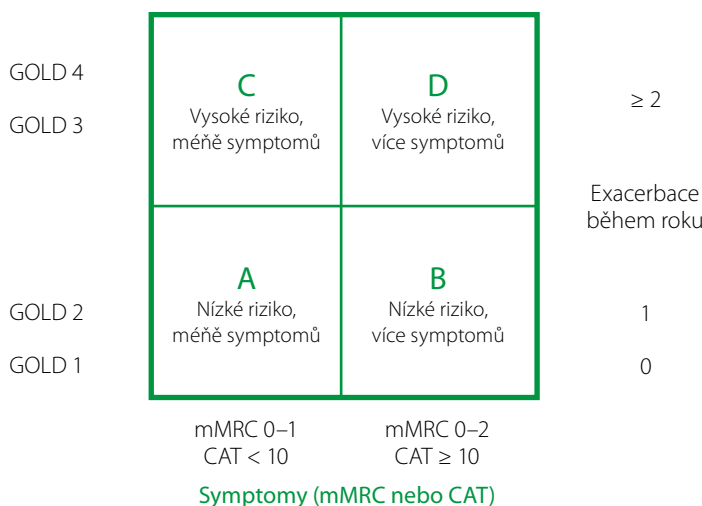 GOLD 4
GOLD 3
C
Vysoké riziko,
méňě symptomů
D
Vysoké riziko,
více symptomů
≥ 2
Exacerbace
během roku
GOLD 2
GOLD 1
A
Nízké riziko,
méňě symptomů
B
Nízké riziko,
více symptomů
1
0
mMRC 0–1
CAT < 10
mMRC 0–2
CAT ≥ 10
Symptomy (mMRC nebo CAT)